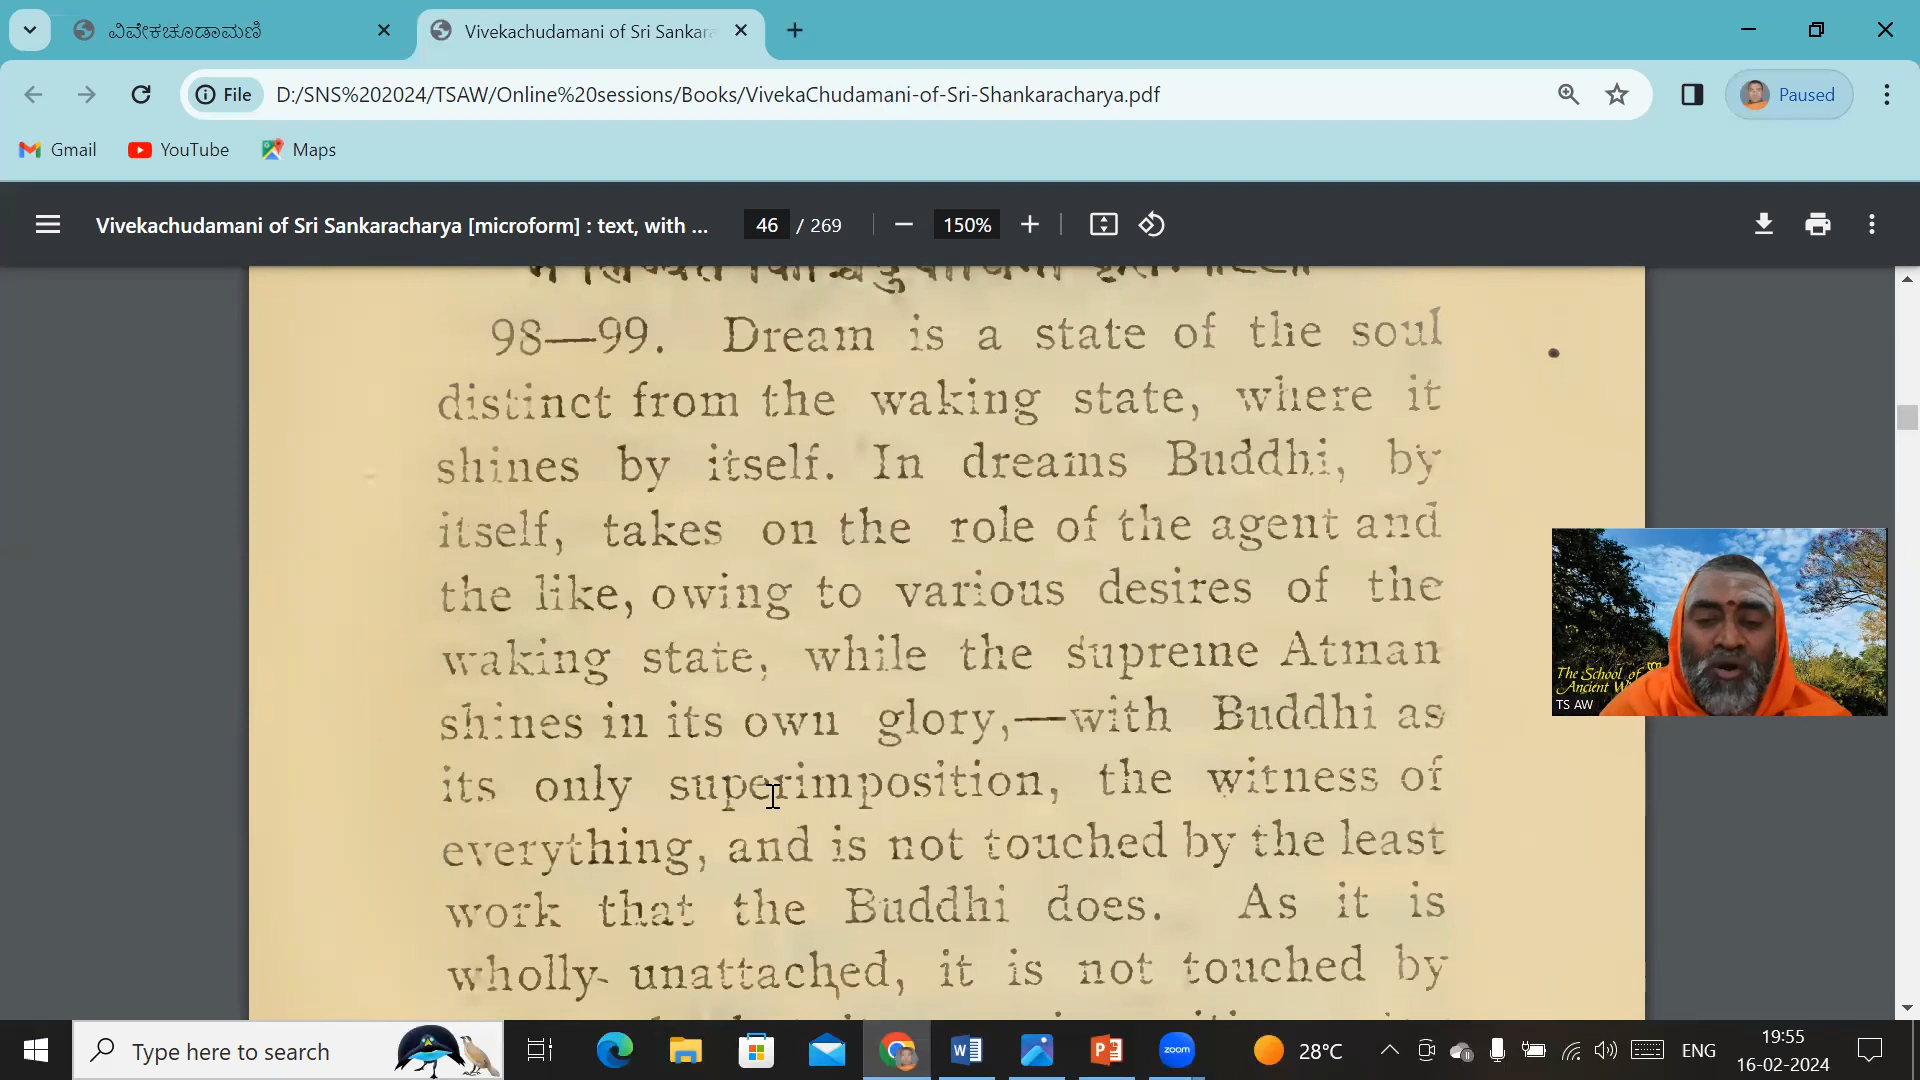 ವಿವೇಕಚೂಡಾಮಣಿ
Vivekachudamani of Sri Sankara
File
D:/SNS%202024/TSAW/Online%20sessions/Books/VivekaChudamani-of-Sri-Shankaracharya.pdf
Paused
Gmail
YouTube
Maps
Vivekachudamani of Sri Sankaracharya [microform] : text, with ...
46 / 269
150%
98—99. Dream is a state of the soul
distinct from the waking state, where it
shines by itself. In dreams Buddhi, by
itself, takes on the role of the agent and
the like, owing to various desires of the
waking state, while the supreme Atman
shines in its own glory,—with Buddhi as
its only superimposition, the witness of
everything, and is not touched by the least
work that the Buddhi does. As it is
wholly- unattached, it is not touched by
The School of
Ancient W
TS AW
Type here to search
zoom
28°C
ENG
19:55
16-02-2024